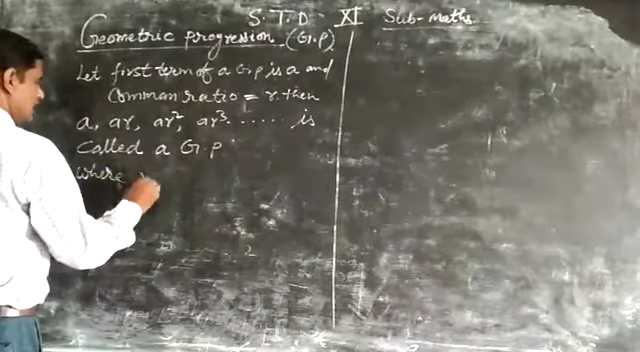 S.T.D - XI Sub-maths
Geometric progression (G.P)
Let first term of a G.P is a and
Common ratio = r. then
a, ar, ar², ar³ ...... is
Called a G.P
where